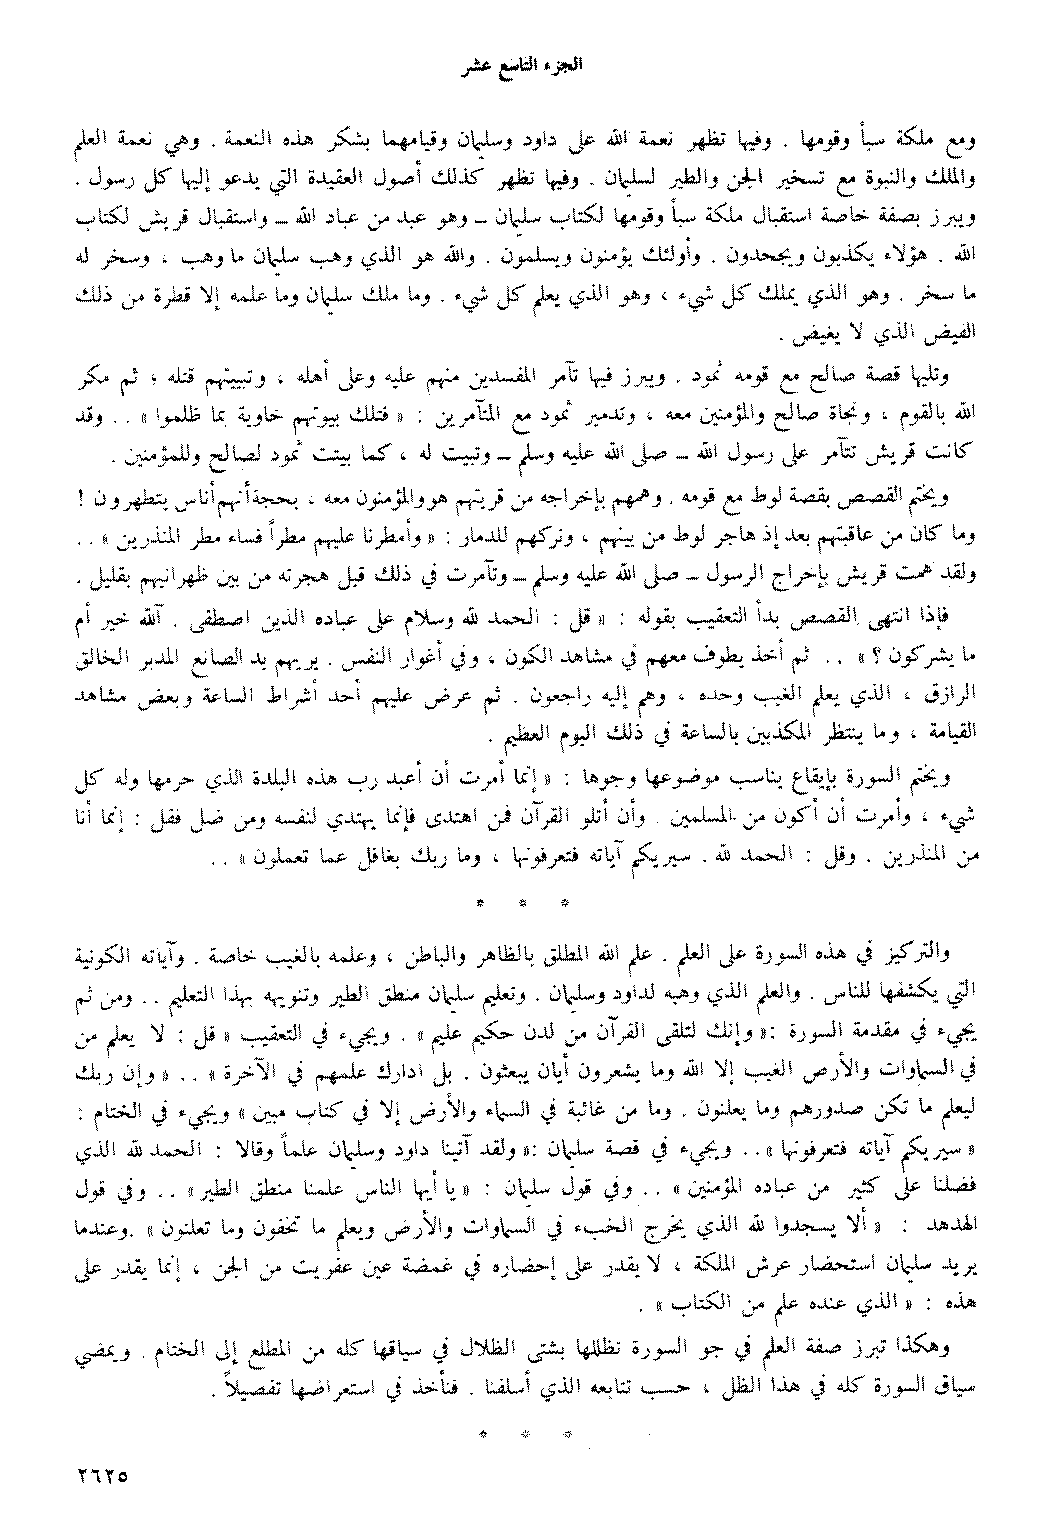 الجزء التاسع عشر
ومع ملكة سبأ وقومها . وفيها تظهر نعمة الله على داود وسليمان وقيامهما بشكر هذه النعمة . وهي نعمة العلم
والملك والنبوة مع تسخير الجن والطير لسليمان . وفيها تظهر كذلك أصول العقيدة التي يدعو إليها كل رسول .
ويبرز بصفة خاصة استقبال ملكة سبأ وقومها لكتاب سليمان – وهو عبد من عباد الله – واستقبال قريش لكتاب
الله . هؤلاء يكذبون ويجحدون . وأولئك يؤمنون ويسلمون . والله هو الذي وهب سليمان ما وهب ، وسخر له
ما سخر . وهو الذي يملك كل شيء ، وهو الذي يعلم كل شيء . وما ملك سليمان وما علمه إلا قطرة من ذلك
الفيض الذي لا يغيض .
وتليها قصة صالح مع قومه ثمود . ويبرز فيها تآمر المفسدين منهم عليه وعلى أهله ، وتبييتهم قتله ؛ ثم مكر
الله بالقوم ، ونجاة صالح والمؤمنين معه ، وتدمير ثمود مع المتآمرين : « فتلك بيوتهم خاوية بما ظلموا » .. وقد
كانت قريش تتآمر على رسول الله – صلى الله عليه وسلم – وتبيت له ، كما بيتت ثمود لصالح وللمؤمنين .
ويختم القصص بقصة لوط مع قومه . وهمهم بإخراجه من قريتهم هو والمؤمنون معه ، بحجة أنهم أناس يتطهرون !
وما كان من عاقبتهم بعد إذ هاجر لوط من بينهم ، وتركهم للدمار : « وأمطرنا عليهم مطراً فساء مطر المنذرين » ..
ولقد همت قريش بإخراج الرسول – صلى الله عليه وسلم – وتآمرت في ذلك قبل هجرته من بين ظهرانيهم بقليل .
فإذا انتهى القصص بدأ التعقيب بقوله : « قل : الحمد لله وسلام على عباده الذين اصطفى . آلله خير أم
ما يشركون ؟ » .. ثم أخذ يطوف معهم في مشاهد الكون ، وفي أغوار النفس . يريهم يد الصانع المدبر الخالق
الرازق ، الذي يعلم الغيب وحده ، وهم إليه راجعون . ثم عرض عليهم أحد أشراط الساعة وبعض مشاهد
القيامة ، وما ينتظر المكذبين بالساعة في ذلك اليوم العظيم .
ويختم السورة بإيقاع يناسب موضوعها وجوها : « إنما أمرت أن أعبد رب هذه البلدة الذي حرمها وله كل
شيء ، وأمرت أن أكون من المسلمين . وأن أتلو القرآن فمن اهتدى فإنما يهتدي لنفسه ومن ضل فقل : إنما أنا
من المنذرين . وقل : الحمد لله . سيريكم آياته فتعرفونها ، وما ربك بغافل عما تعملون » ..
* * *
والتركيز في هذه السورة على العلم . علم الله المطلق بالظاهر والباطن ، وعلمه بالغيب خاصة . وآياته الكونية
التي يكشفها للناس . والعلم الذي وهبه لداود وسليمان . وتعليم سليمان منطق الطير وتنويهه بهذا التعليم .. ومن ثم
يجيء في مقدمة السورة :« وإنك لتلقى القرآن من لدن حكيم عليم » . ويجيء في التعقيب « قل : لا يعلم من
في السماوات والأرض الغيب إلا الله وما يشعرون أيان يبعثون . بل ادارك علمهم في الآخرة » .. « وإن ربك
ليعلم ما تكن صدورهم وما يعلنون . وما من غائبة في السماء والأرض إلا في كتاب مبين » ويجيء في الختام :
« سيريكم آياته فتعرفونها » .. ويجيء في قصة سليمان :« ولقد آتينا داود وسليمان علماً وقالا : الحمد لله الذي
فضلنا على كثير من عباده المؤمنين » .. وفي قول سليمان : « يا أيها الناس علمنا منطق الطير » .. وفي قول
الهدهد : « ألا يسجدوا لله الذي يخرج الخبء في السماوات والأرض ويعلم ما تخفون وما تعلنون » .وعندما
يريد سليمان استحضار عرش الملكة ، لا يقدر على إحضاره في غمضة عين عفريت من الجن ، إنما يقدر على
هذه : « الذي عنده علم من الكتاب » .
وهكذا تبرز صفة العلم في جو السورة تظللها بشتى الظلال في سياقها كله من المطلع إلى الختام . ويمضي
سياق السورة كله في هذا الظل ، حسب تتابعه الذي أسلفنا . فنأخذ في استعراضها تفصيلاً .
* * *
٢٦٢٥